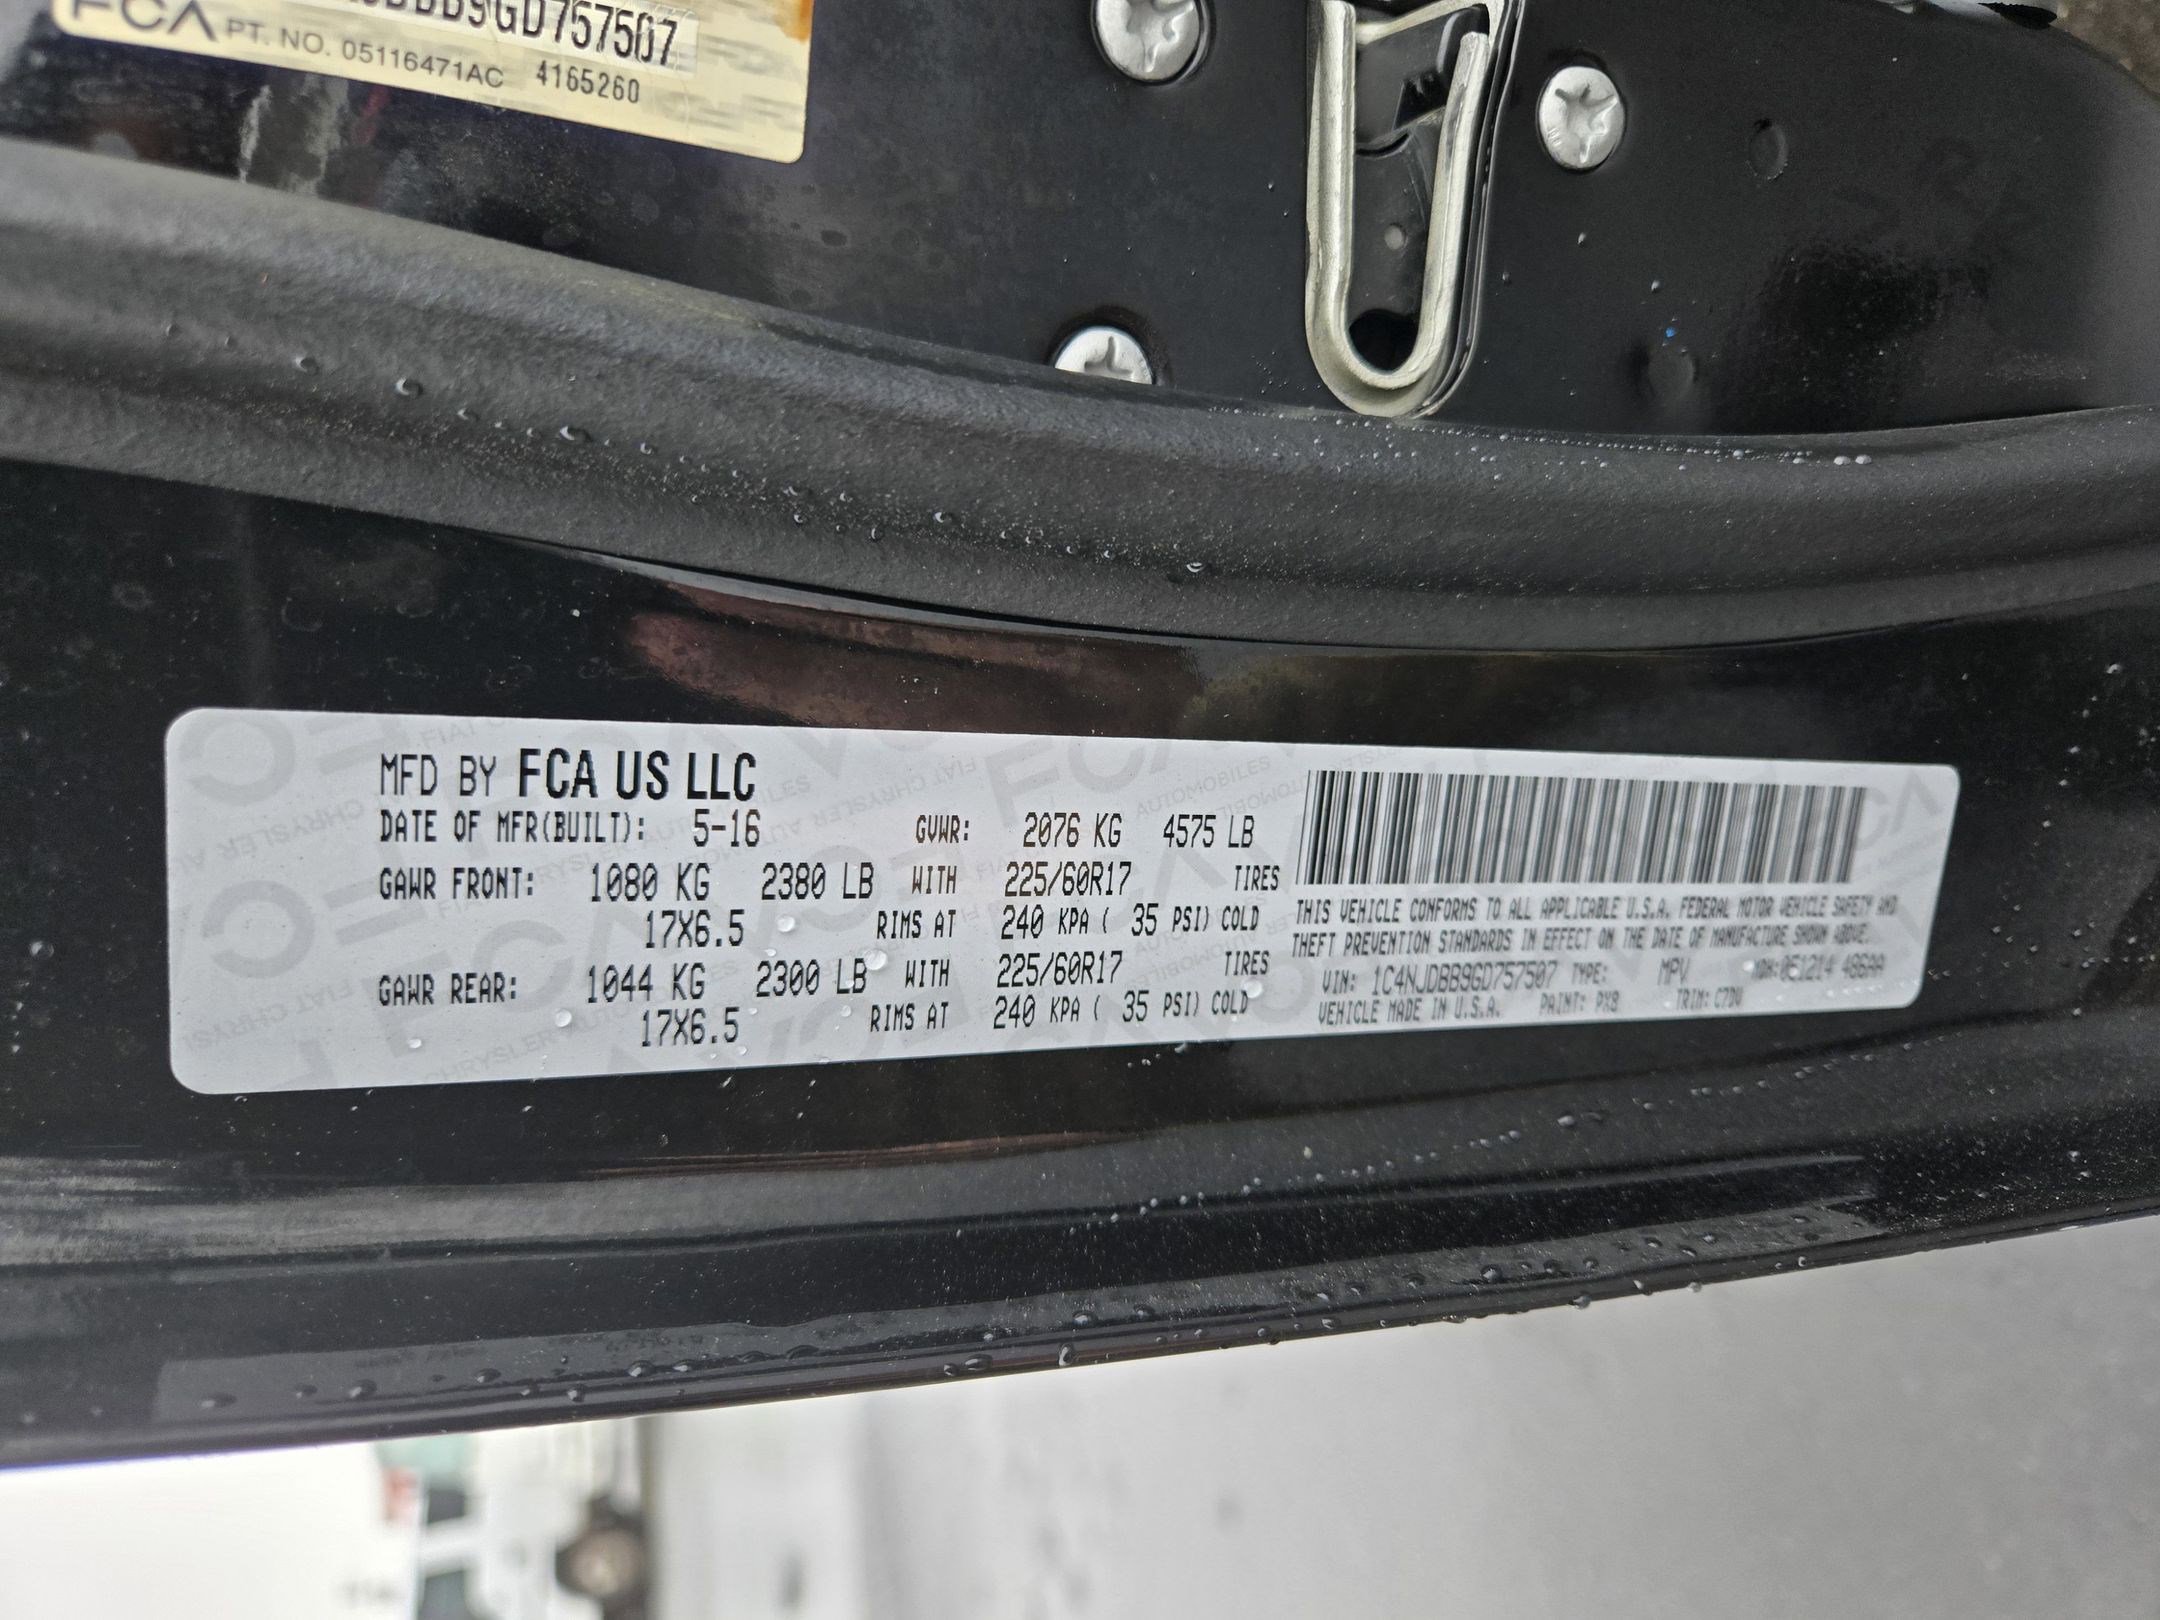 GD757507
FCA PT. NO. 05116471AC 4165260
MFD BY FCA US LLC
DATE OF MFR(BUILT): 5-16 GVWR: 2076 KG 4575 LB
GAWR FRONT: 1080 KG 2380 LB WITH 225/60R17 TIRES
17X6.5 RIMS AT 240 KPA ( 35 PSI) COLD
GAWR REAR: 1044 KG 2300 LB WITH 225/60R17 TIRES
17X6.5 RIMS AT 240 KPA ( 35 PSI) COLD
THIS VEHICLE CONFORMS TO ALL APPLICABLE U.S.A. FEDERAL MOTOR VEHICLE SAFETY AND
THEFT PREVENTION STANDARDS IN EFFECT ON THE DATE OF MANUFACTURE SHOWN ABOVE.
VIN: 1C4NJDBB9GD757507 TYPE: MPV MDH: 051214 486AA
VEHICLE MADE IN U.S.A. PAINT: PX8 TRIM: C7DV